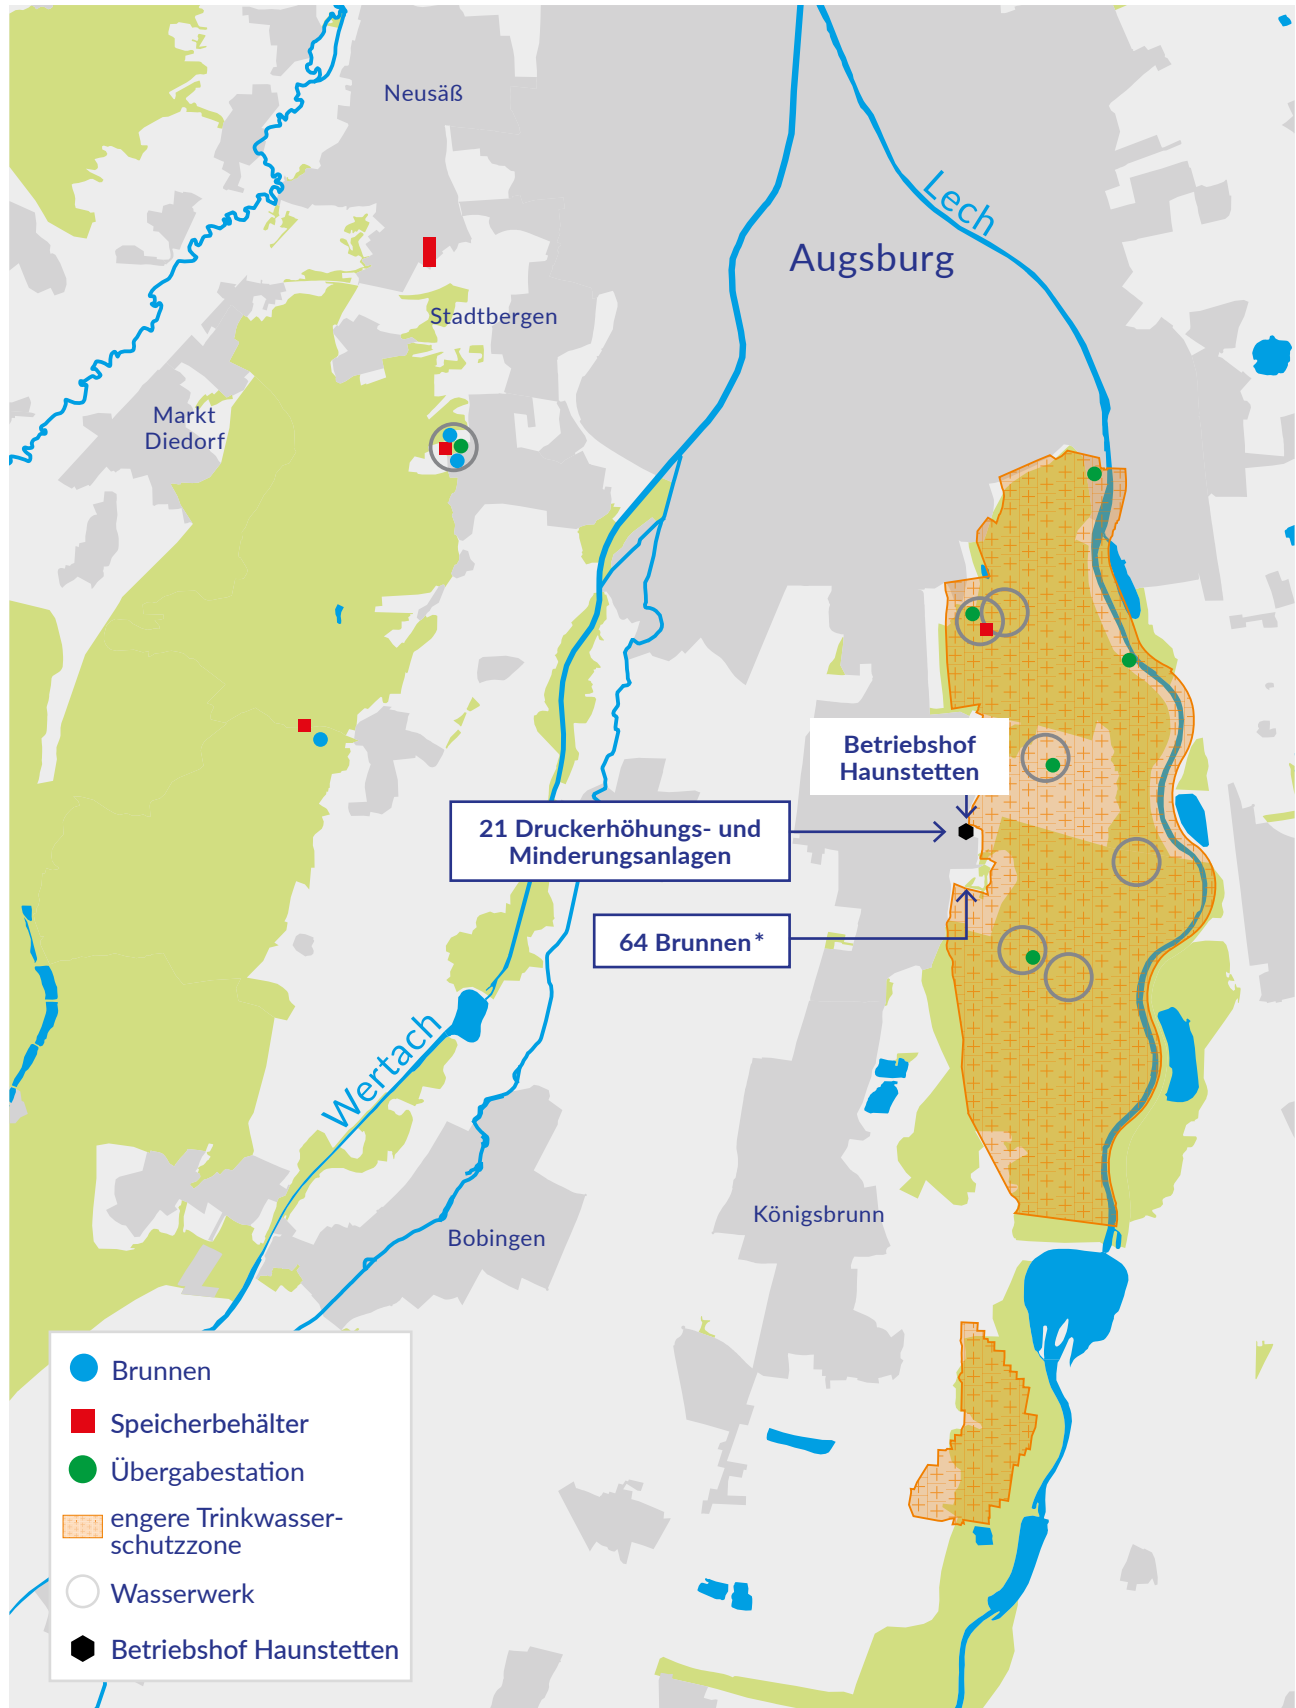 Neusäß
Lech
Augsburg
Stadtbergen
Markt
Diedorf
Betriebshof
Haunstetten
21 Druckerhöhungs- und
Minderungsanlagen
64 Brunnen*
Wertach
Königsbrunn
Bobingen
Brunnen
Speicherbehälter
Übergabestation
engere Trinkwasser-
schutzzone
Wasserwerk
Betriebshof Haunstetten